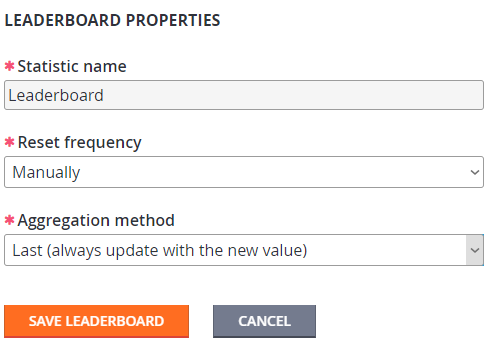 LEADERBOARD PROPERTIES
* Statistic name
Leaderboard
* Reset frequency
Manually
* Aggregation method
Last (always update with the new value)
SAVE LEADERBOARD CANCEL